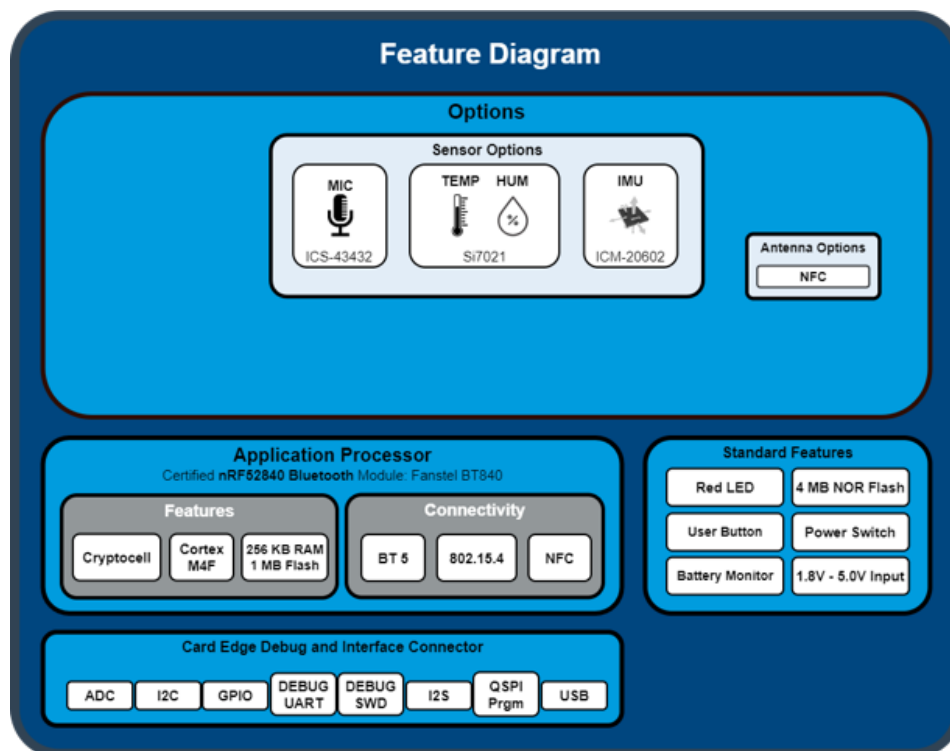 Feature Diagram
Options
Sensor Options
MIC
ICS-43432
TEMP HUM
%
Si7021
IMU
ICM-20602
Antenna Options
NFC
Application Processor
Certified nRF52840 Bluetooth Module: Fanstel BT840
Features
Cryptocell
Cortex
M4F
256 KB RAM
1 MB Flash
Connectivity
BT 5
802.15.4
NFC
Standard Features
Red LED
4 MB NOR Flash
User Button
Power Switch
Battery Monitor
1.8V - 5.0V Input
Card Edge Debug and Interface Connector
ADC
I2C
GPIO
DEBUG
UART
DEBUG
SWD
I2S
QSPI
Prgm
USB